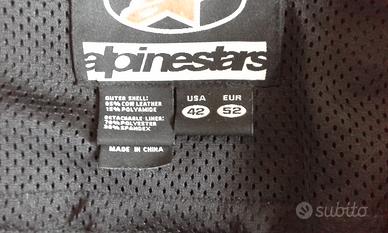 alpinestars
OUTER SHELL:
85% COW LEATHER
15% POLYAMIDE
DETACHABLE LINER:
70% POLYESTER
30% SPANDEX
MADE IN CHINA
USA
42
EUR
52
subito